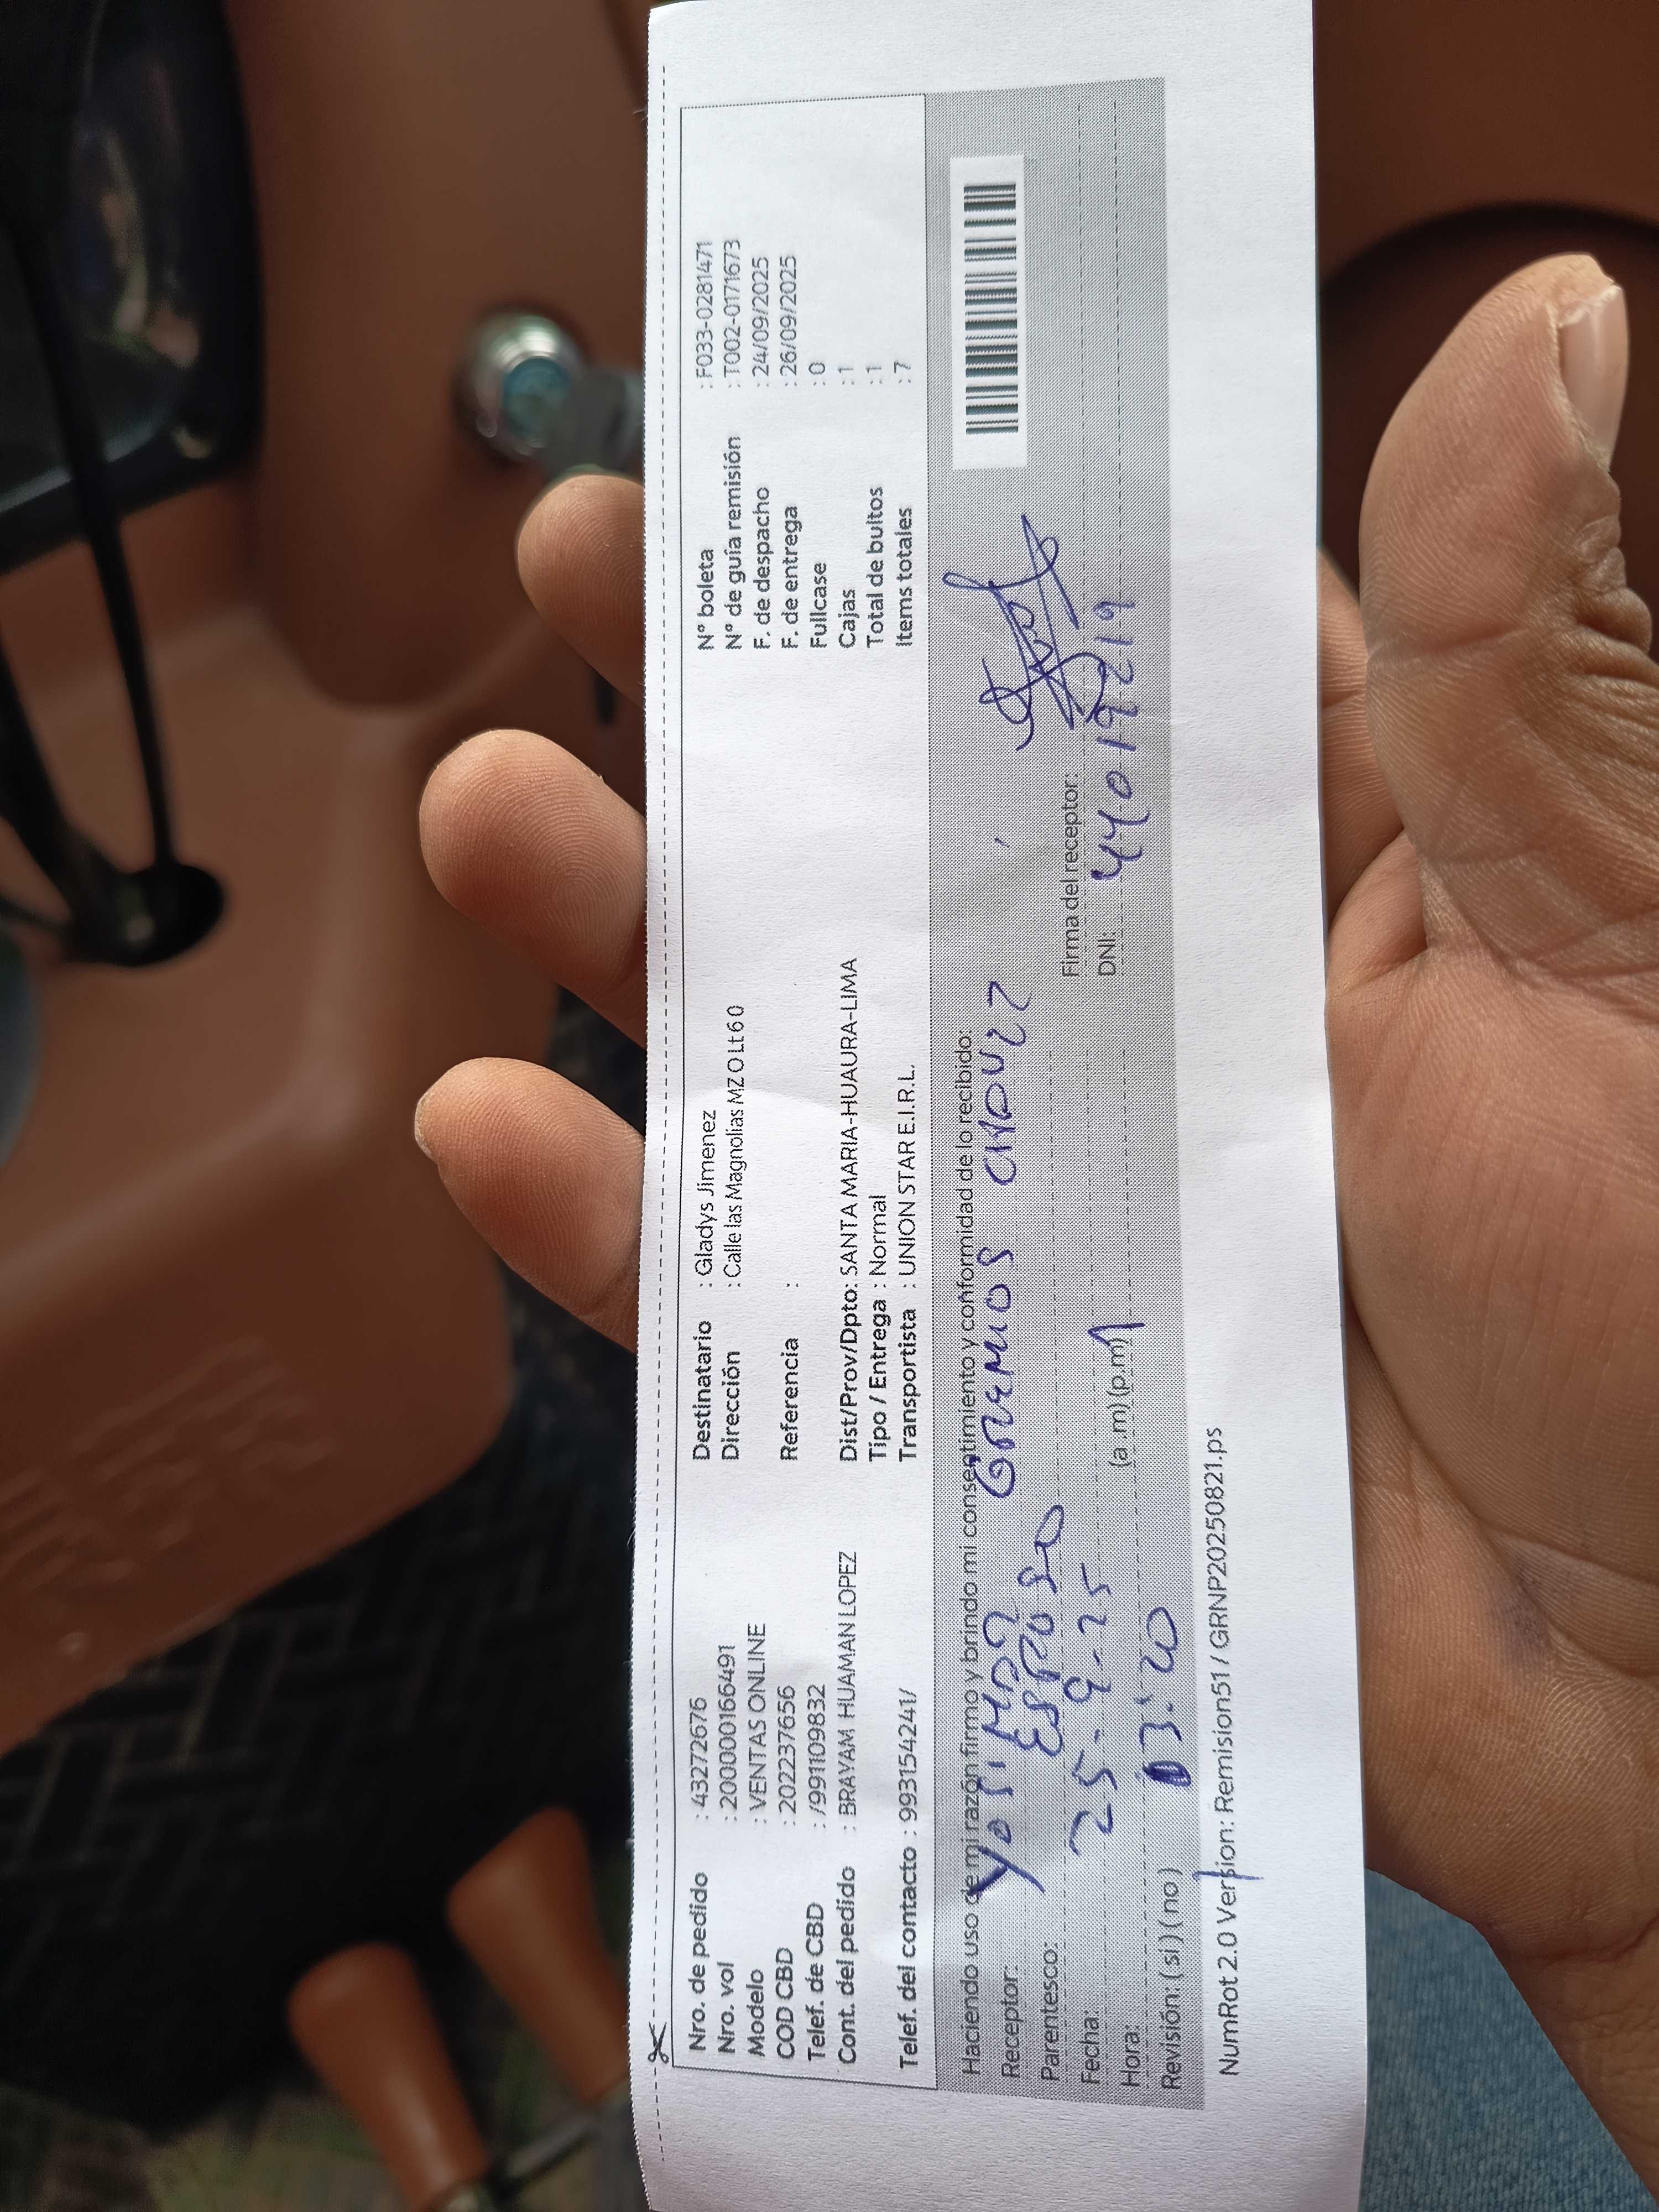 Nro. de pedido : 43272676
Nro. vol : 2000000166491
Modelo : VENTAS ONLINE
COD CBD : 202237656
Telef. de CBD : /991109832
Cont. del pedido : BRAYAM HUAMAN LOPEZ
Telef. del contacto : 993154241/
Destinatario : Gladys Jimenez
Dirección : Calle las Magnolias MZ O Lt 6 0
Referencia :
Dist/Prov/Dpto: SANTA MARIA-HUAURA-LIMA
Tipo / Entrega : Normal
Transportista : UNION STAR E.I.R.L.
N° boleta : F033-0281471
N° de guía remisión : T002-0171673
F. de despacho : 24/09/2025
F. de entrega : 26/09/2025
Fullcase : 0
Cajas : 1
Total de bultos : 1
Items totales : 7
Haciendo uso de mi razón firmo y brindo mi consentimiento y conformidad de lo recibido:
Receptor:
Parentesco: ESPOSO
Fecha: 25-9-25
Hora: 03:20 (a .m) (p.m)
Revisión: ( si ) ( no )
Firma del receptor:
DNI: 44019219
NumRot 2.0 Version: Remision51 / GRNP20250821.ps